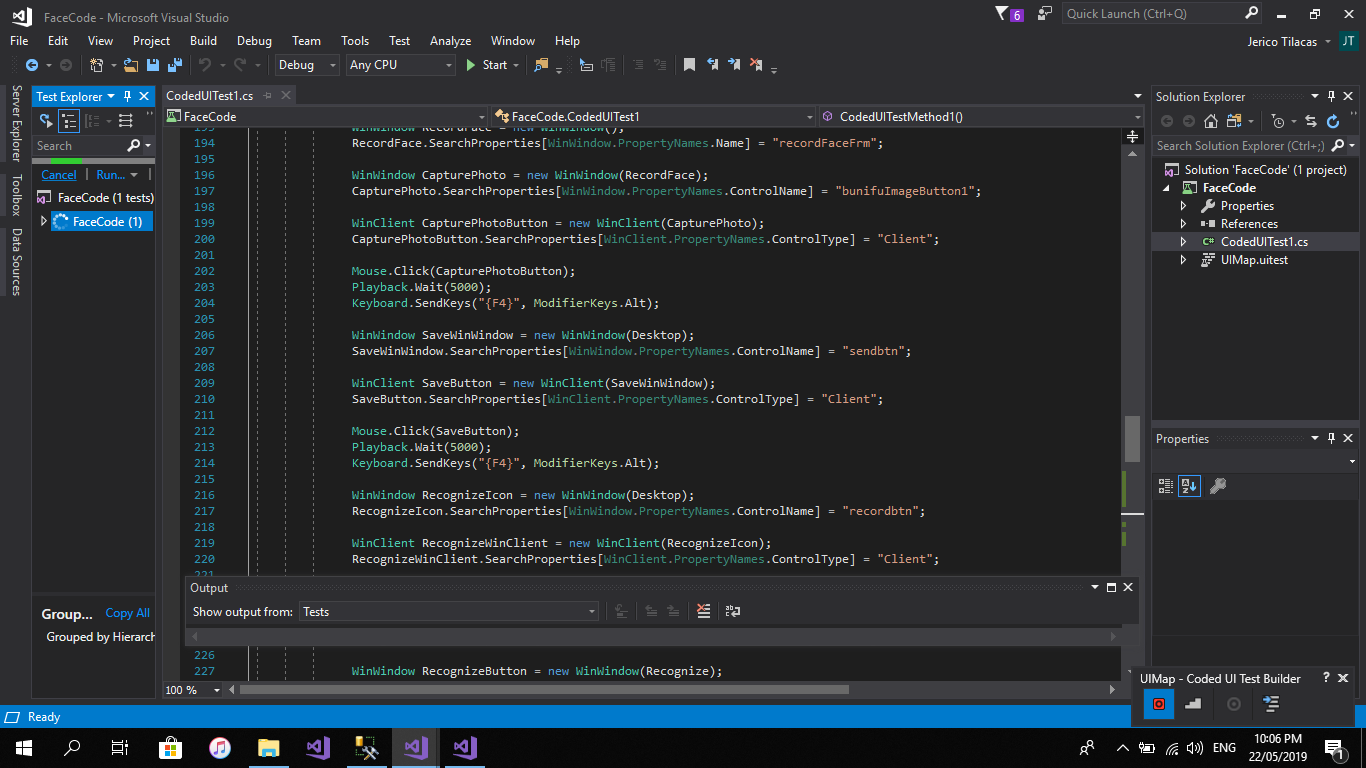 FaceCode - Microsoft Visual Studio
6
Quick Launch (Ctrl+Q)
File Edit View Project Build Debug Team Tools Test Analyze Window Help
Jerico Tilacas JT
Debug Any CPU Start
Server Explorer
Toolbox
Data Sources
Test Explorer
Search
Cancel Run...
FaceCode (1 tests)
FaceCode (1)
Group... Copy All
Grouped by Hierarch
CodedUITest1.cs
FaceCode FaceCode.CodedUITest1 CodedUITestMethod1()
193 WinWindow RecordFace = new WinWindow();
194 RecordFace.SearchProperties[WinWindow.PropertyNames.Name] = "recordFaceFrm";
195
196 WinWindow CapturePhoto = new WinWindow(RecordFace);
197 CapturePhoto.SearchProperties[WinWindow.PropertyNames.ControlName] = "bunifuImageButton1";
198
199 WinClient CapturePhotoButton = new WinClient(CapturePhoto);
200 CapturePhotoButton.SearchProperties[WinClient.PropertyNames.ControlType] = "Client";
201
202 Mouse.Click(CapturePhotoButton);
203 Playback.Wait(5000);
204 Keyboard.SendKeys("{F4}", ModifierKeys.Alt);
205
206 WinWindow SaveWinWindow = new WinWindow(Desktop);
207 SaveWinWindow.SearchProperties[WinWindow.PropertyNames.ControlName] = "sendbtn";
208
209 WinClient SaveButton = new WinClient(SaveWinWindow);
210 SaveButton.SearchProperties[WinClient.PropertyNames.ControlType] = "Client";
211
212 Mouse.Click(SaveButton);
213 Playback.Wait(5000);
214 Keyboard.SendKeys("{F4}", ModifierKeys.Alt);
215
216 WinWindow RecognizeIcon = new WinWindow(Desktop);
217 RecognizeIcon.SearchProperties[WinWindow.PropertyNames.ControlName] = "recordbtn";
218
219 WinClient RecognizeWinClient = new WinClient(RecognizeIcon);
220 RecognizeWinClient.SearchProperties[WinClient.PropertyNames.ControlType] = "Client";
221
Output
Show output from: Tests
226
227 WinWindow RecognizeButton = new WinWindow(Recognize);
100 %
Solution Explorer
Search Solution Explorer (Ctrl+;)
Solution 'FaceCode' (1 project)
FaceCode
Properties
References
C# CodedUITest1.cs
UIMap.uitest
Properties
UIMap - Coded UI Test Builder ?
Ready
ENG
10:06 PM
22/05/2019
1